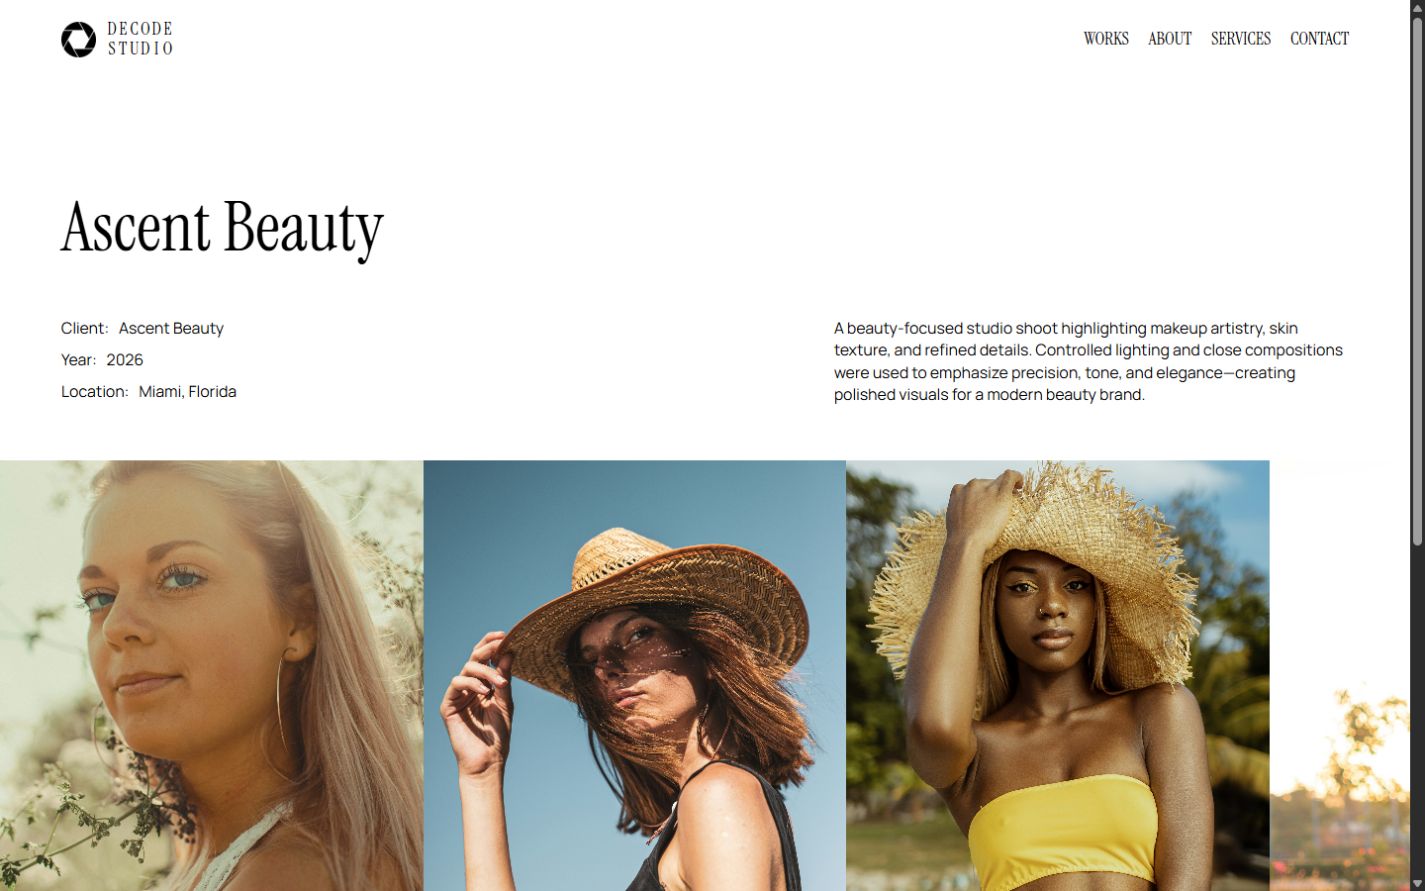 DECODE
STUDIO
WORKS ABOUT SERVICES CONTACT
Ascent Beauty
Client: Ascent Beauty
Year: 2026
Location: Miami, Florida
A beauty-focused studio shoot highlighting makeup artistry, skin
texture, and refined details. Controlled lighting and close compositions
were used to emphasize precision, tone, and elegance—creating
polished visuals for a modern beauty brand.